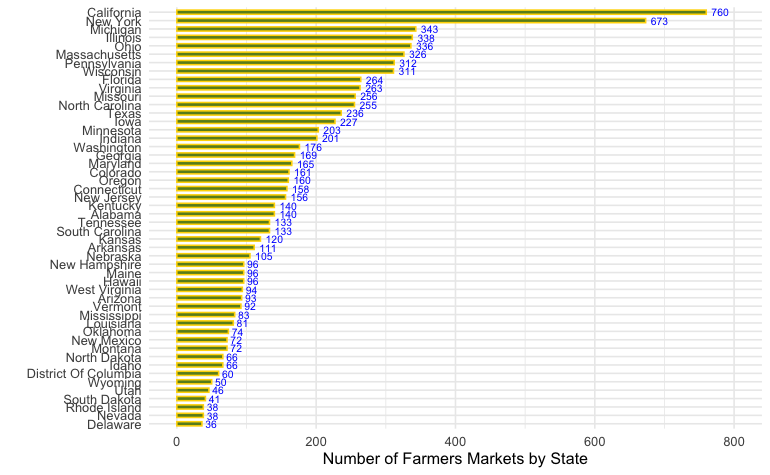 California 760
New York 673
Michigan 343
Illinois 338
Ohio 336
Massachusetts 326
Pennsylvania 312
Wisconsin 311
Florida 264
Virginia 263
Missouri 256
North Carolina 255
Texas 236
Iowa 227
Minnesota 203
Indiana 201
Washington 176
Georgia 169
Maryland 165
Colorado 161
Oregon 160
Connecticut 158
New Jersey 156
Kentucky 140
Alabama 140
Tennessee 133
South Carolina 133
Kansas 120
Arkansas 111
Nebraska 105
New Hampshire 96
Maine 96
Hawaii 96
West Virginia 94
Arizona 93
Vermont 92
Mississippi 83
Louisiana 81
Oklahoma 74
New Mexico 72
Montana 72
North Dakota 66
Idaho 66
District Of Columbia 60
Wyoming 50
Utah 46
South Dakota 41
Rhode Island 38
Nevada 38
Delaware 36
0 200 400 600 800
Number of Farmers Markets by State